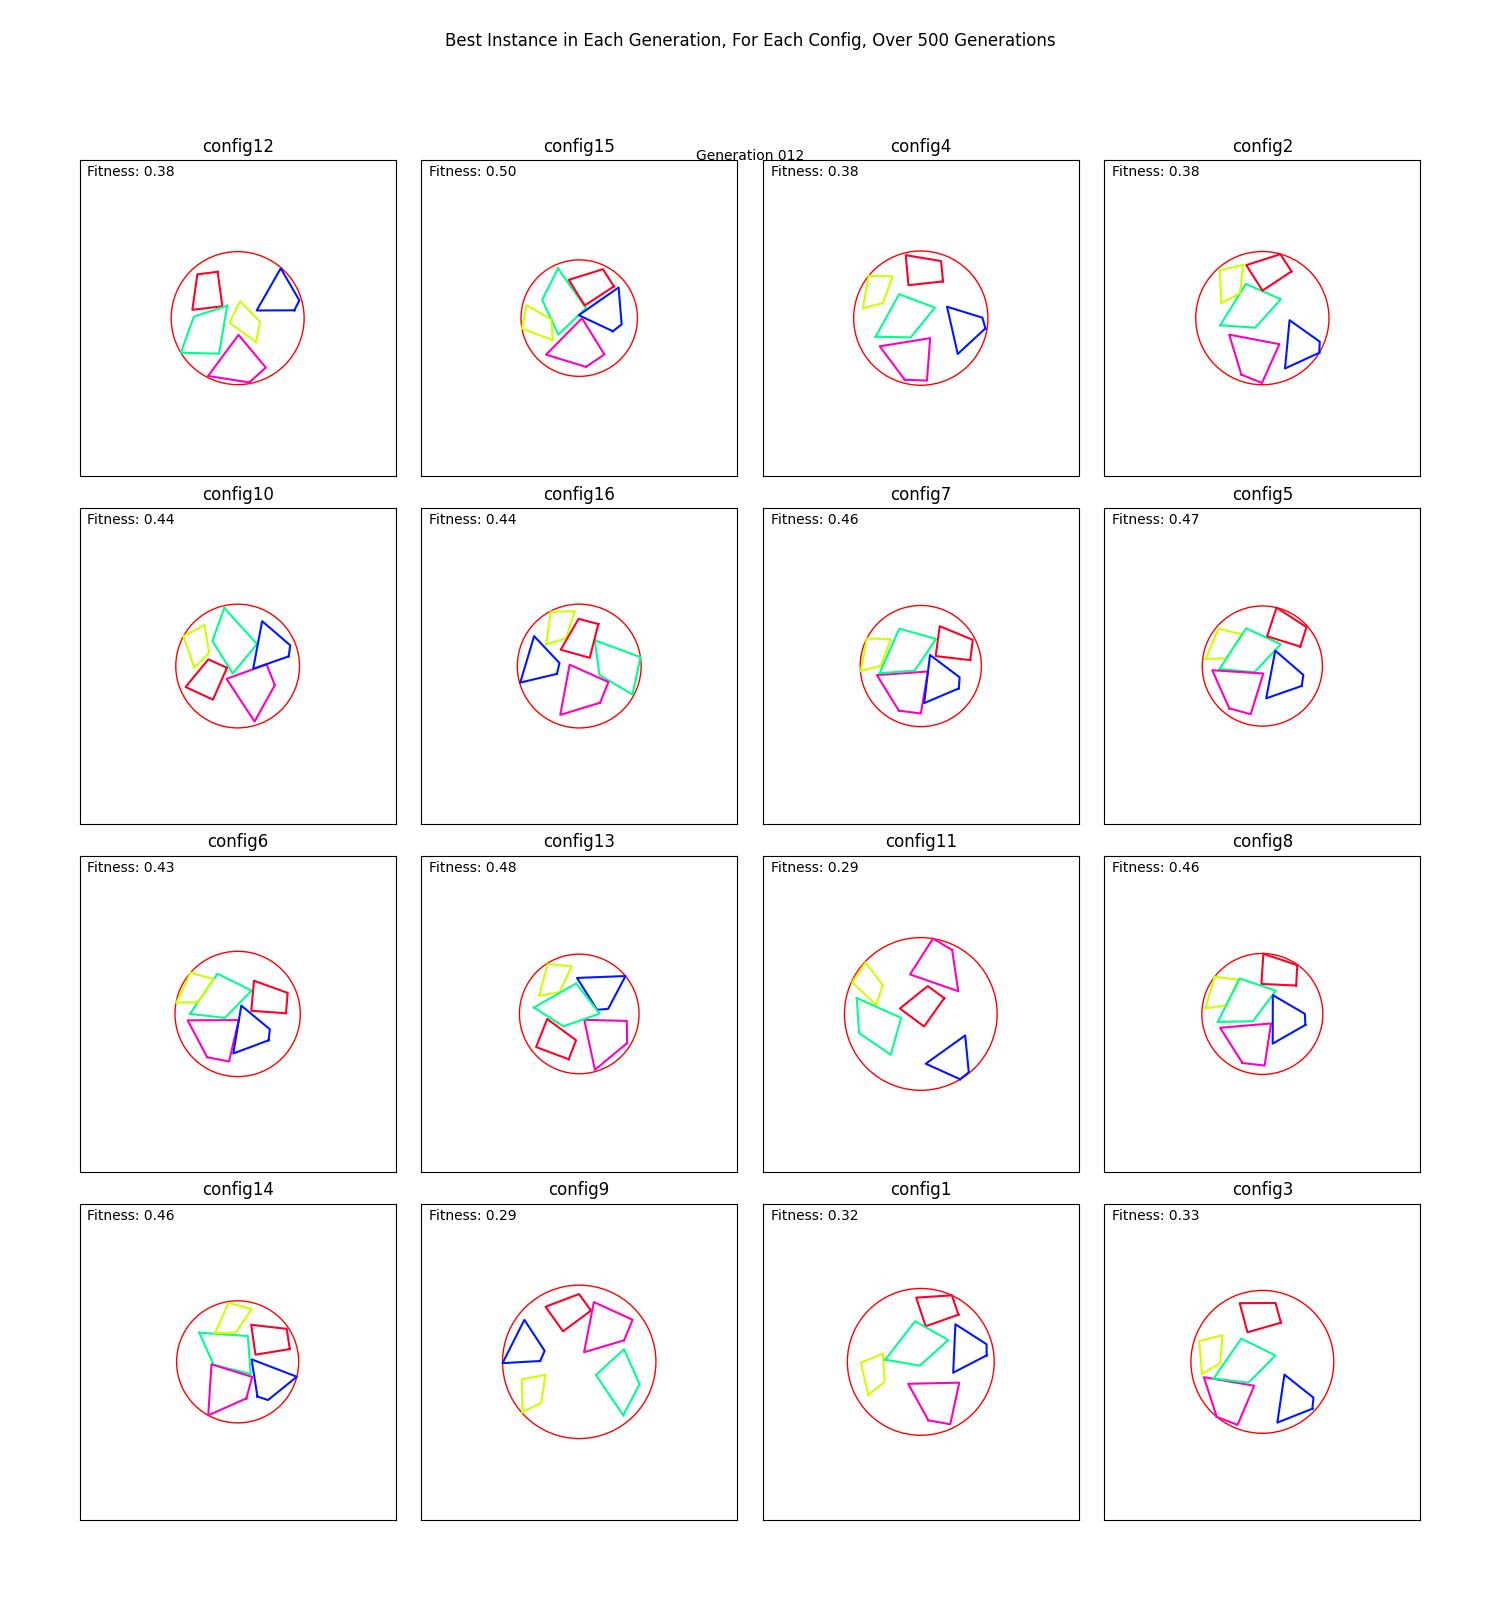 Best Instance in Each Generation, For Each Config, Over 500 Generations
Generation 012
config12
Fitness: 0.38
config15
Fitness: 0.50
config4
Fitness: 0.38
config2
Fitness: 0.38
config10
Fitness: 0.44
config16
Fitness: 0.44
config7
Fitness: 0.46
config5
Fitness: 0.47
config6
Fitness: 0.43
config13
Fitness: 0.48
config11
Fitness: 0.29
config8
Fitness: 0.46
config14
Fitness: 0.46
config9
Fitness: 0.29
config1
Fitness: 0.32
config3
Fitness: 0.33